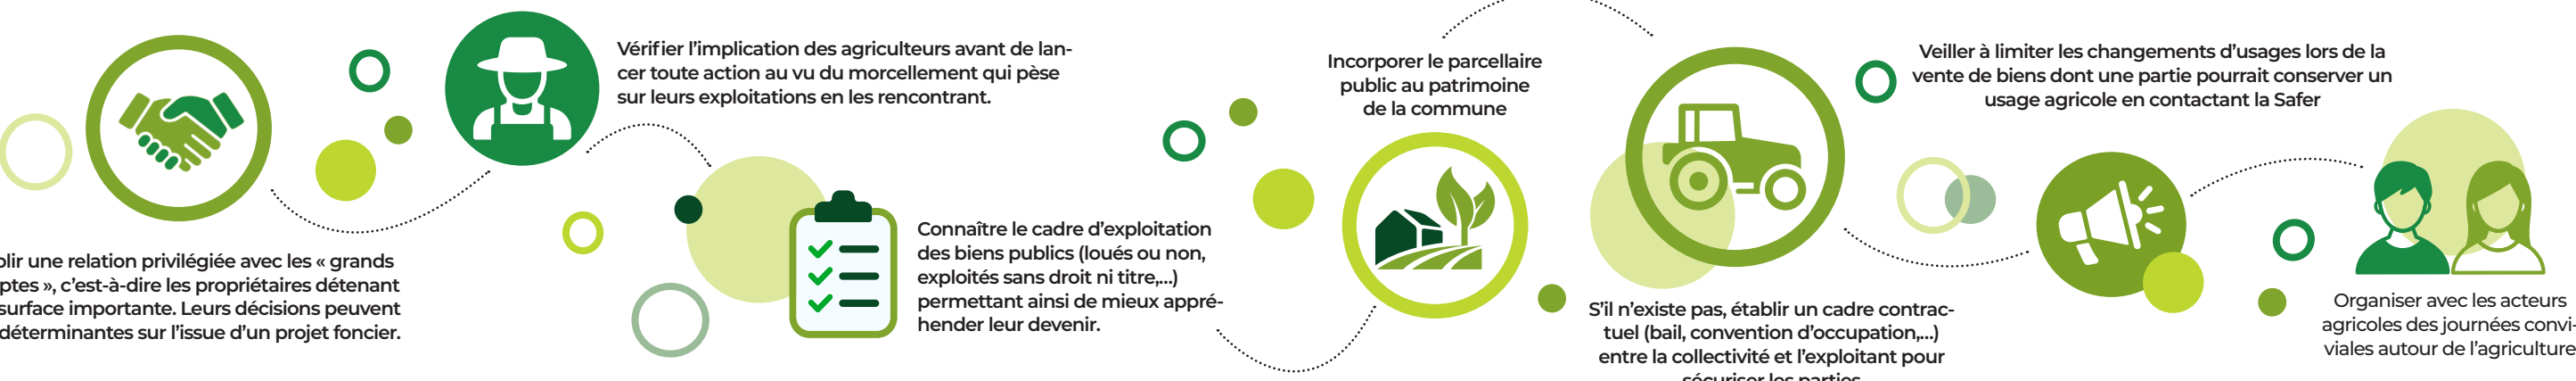 blir une relation privilégiée avec les « grands
ptes », c’est-à-dire les propriétaires détenant
surface importante. Leurs décisions peuvent
déterminantes sur l’issue d’un projet foncier.
Vérifier l’implication des agriculteurs avant de lan-
cer toute action au vu du morcellement qui pèse
sur leurs exploitations en les rencontrant.
Connaître le cadre d’exploitation
des biens publics (loués ou non,
exploités sans droit ni titre,...)
permettant ainsi de mieux appré-
hender leur devenir.
Incorporer le parcellaire
public au patrimoine
de la commune
S’il n’existe pas, établir un cadre contrac-
tuel (bail, convention d’occupation,...)
entre la collectivité et l’exploitant pour
sécuriser les parties
Veiller à limiter les changements d’usages lors de la
vente de biens dont une partie pourrait conserver un
usage agricole en contactant la Safer
Organiser avec les acteurs
agricoles des journées convi-
viales autour de l’agriculture